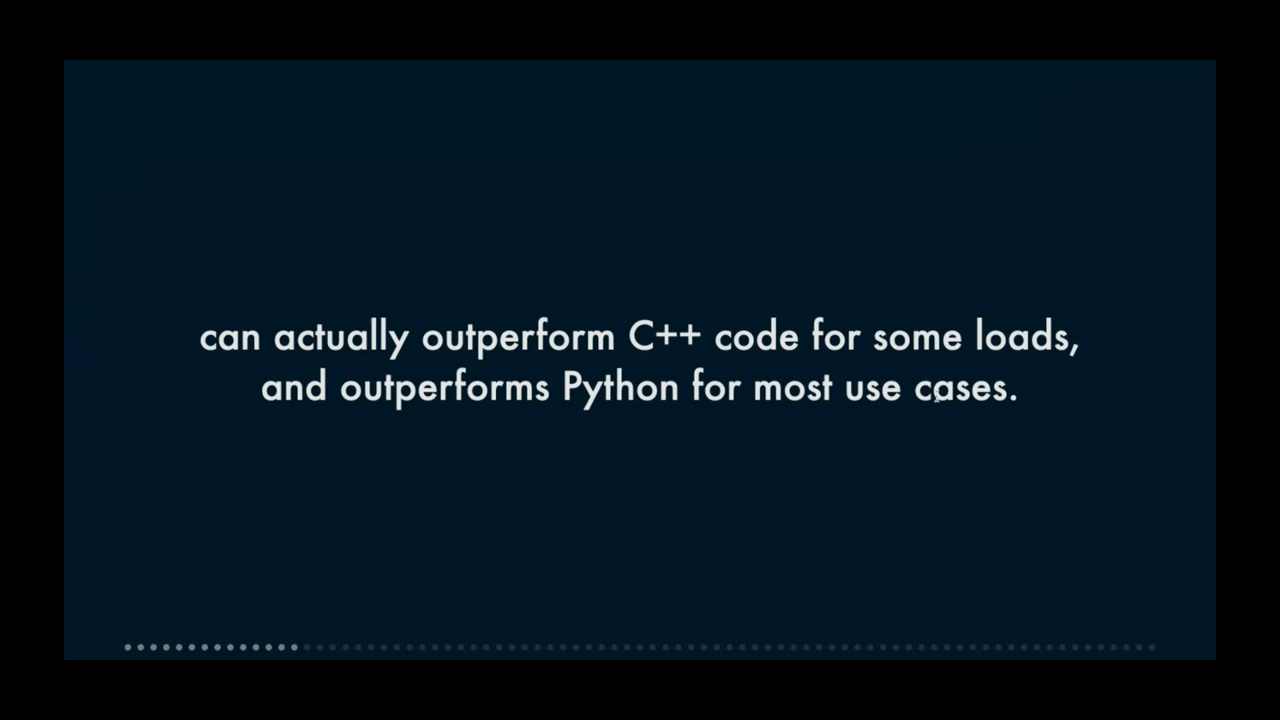 can actually outperform C++ code for some loads,
and outperforms Python for most use cases.